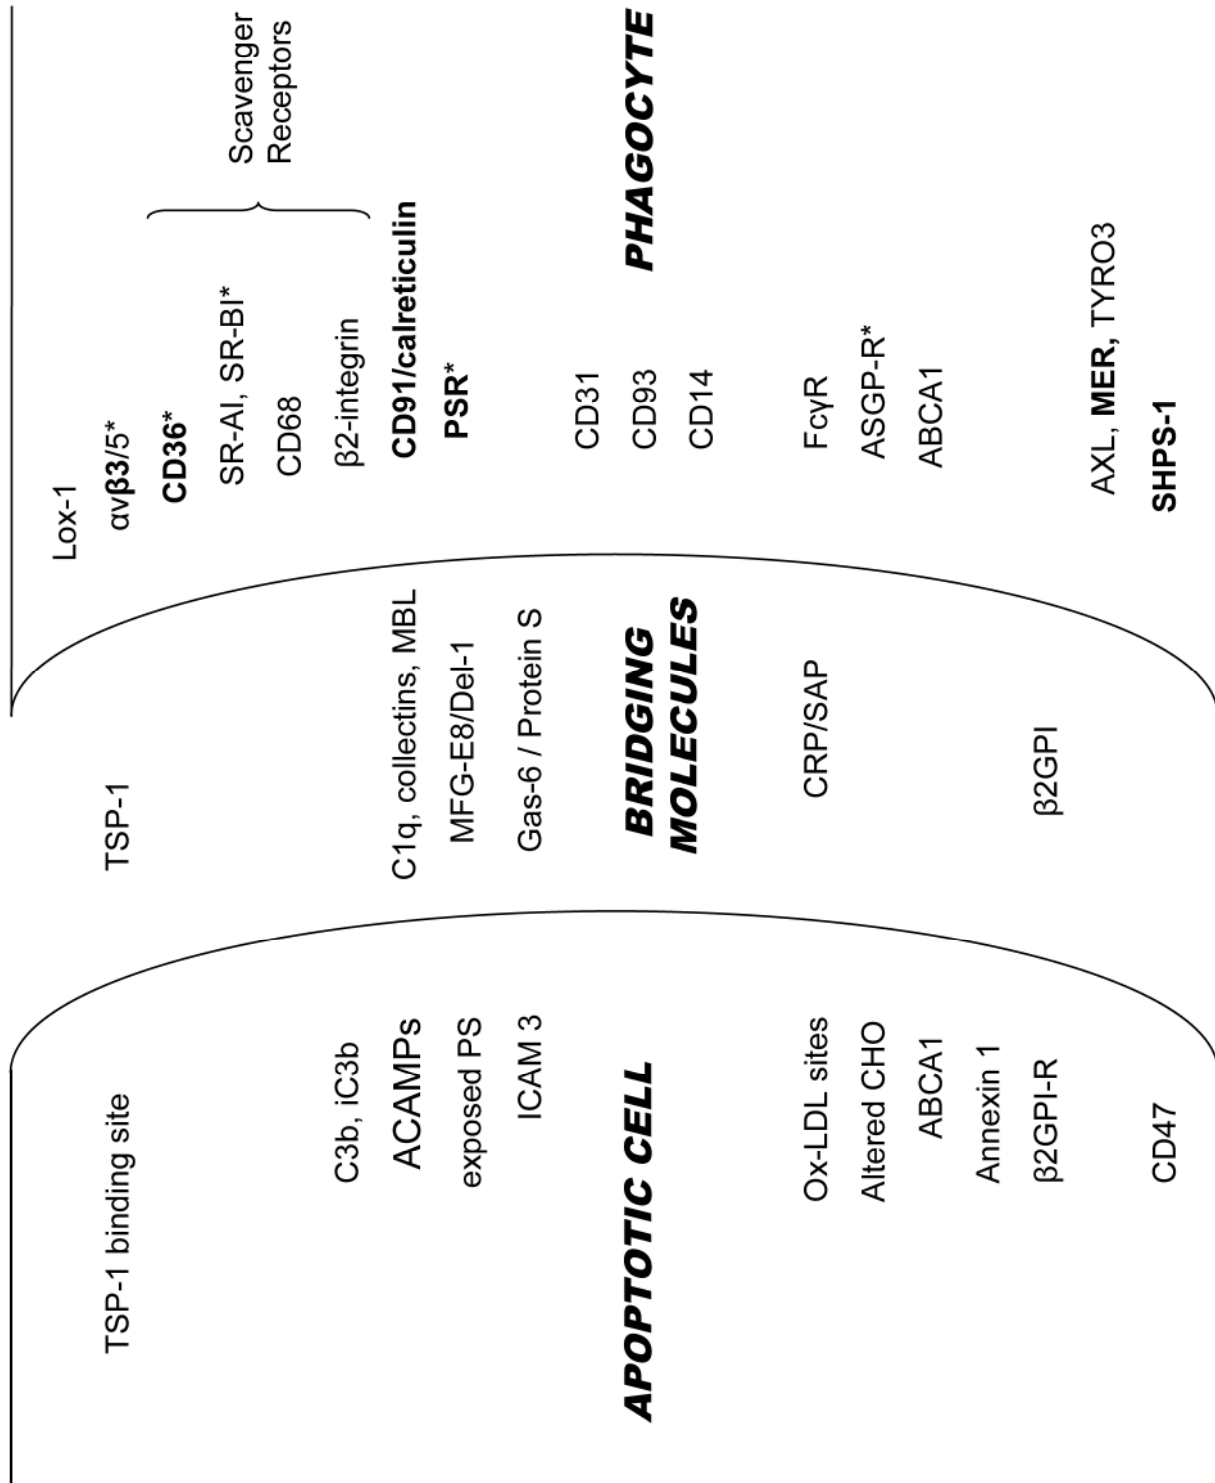 TSP-1 binding site
C3b, iC3b
ACAMPs
exposed PS
ICAM 3
APOPTOTIC CELL
Ox-LDL sites
Altered CHO
ABCA1
Annexin 1
β2GPI-R
CD47
TSP-1
C1q, collectins, MBL
MFG-E8/Del-1
Gas-6 / Protein S
BRIDGING
MOLECULES
CRP/SAP
β2GPI
Lox-1
αvβ3/5*
CD36*
SR-AI, SR-BI*
CD68
β2-integrin
Scavenger
Receptors
CD91/calreticulin
PSR*
CD31
CD93
CD14
PHAGOCYTE
FcγR
ASGP-R*
ABCA1
AXL, MER, TYRO3
SHPS-1